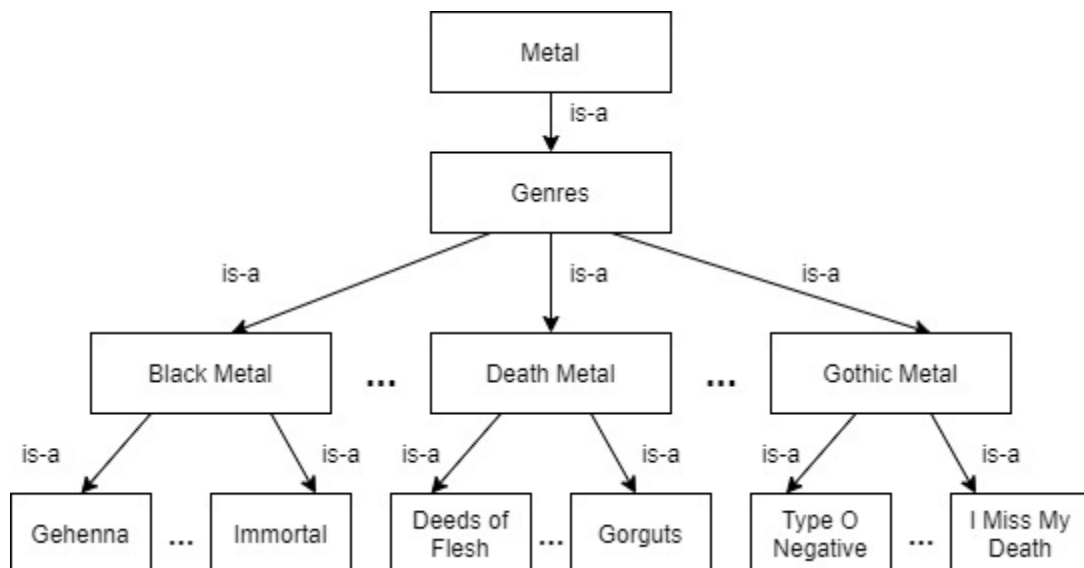 Metal
is-a
Genres
is-a
is-a
is-a
Black Metal
...
Death Metal
...
Gothic Metal
is-a
is-a
is-a
is-a
is-a
is-a
Gehenna
...
Immortal
Deeds of
Flesh
...
Gorguts
Type O
Negative
...
I Miss My
Death